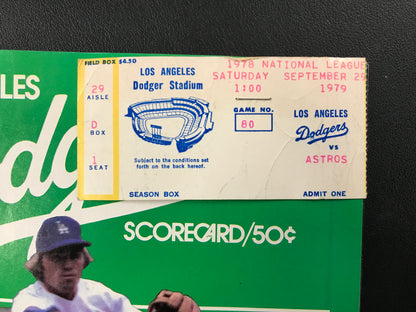 FIELD BOX $4.50
29
AISLE
D
BOX
1
SEAT
LOS ANGELES
Dodger Stadium
Subject to the conditions set
forth on the back hereof.
SEASON BOX
1978 NATIONAL LEAGUE
SATURDAY SEPTEMBER 29
1:00 1979
GAME NO.
80
LOS ANGELES
Dodgers
VS
ASTROS
ADMIT ONE
LES
dg
SCORECARD/50¢
LA